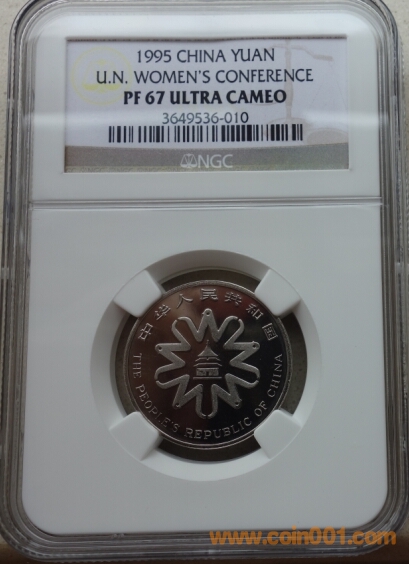 1995 CHINA YUAN
U.N. WOMEN'S CONFERENCE
PF 67 ULTRA CAMEO
3649536-010
NGC
中华人民共和国
THE PEOPLE'S REPUBLIC OF CHINA
www.coin001.com